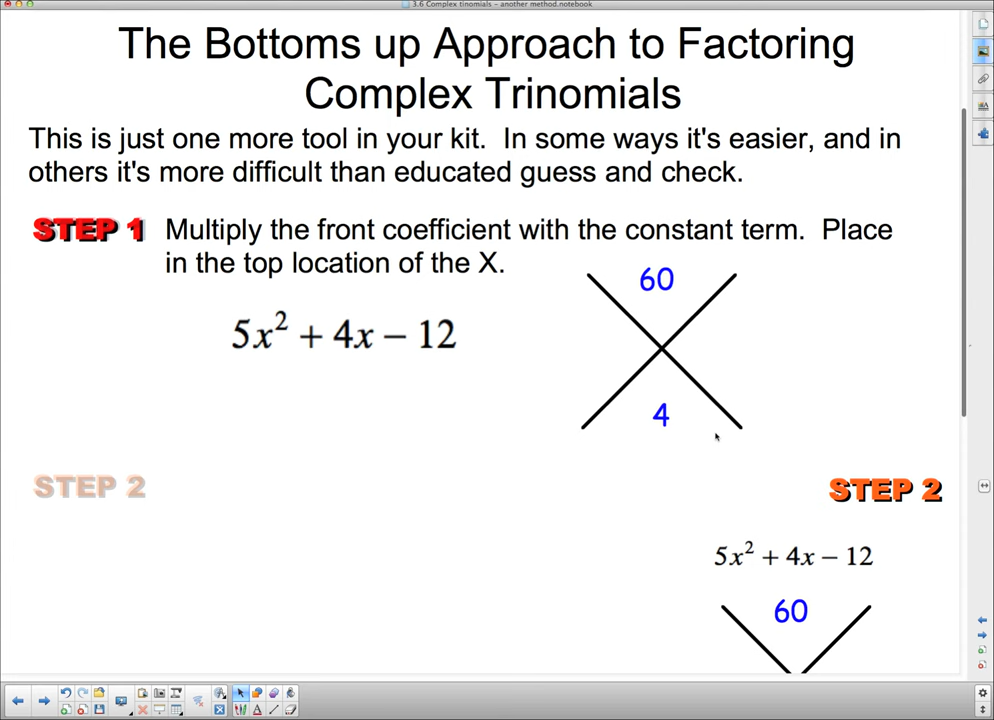 3.6 Complex tinomials – another method.notebook
The Bottoms up Approach to Factoring
Complex Trinomials
This is just one more tool in your kit. In some ways it's easier, and in
others it's more difficult than educated guess and check.
STEP 1 Multiply the front coefficient with the constant term. Place
in the top location of the X.
60
5x² + 4x – 12
4
STEP 2
STEP 2
5x² + 4x – 12
60